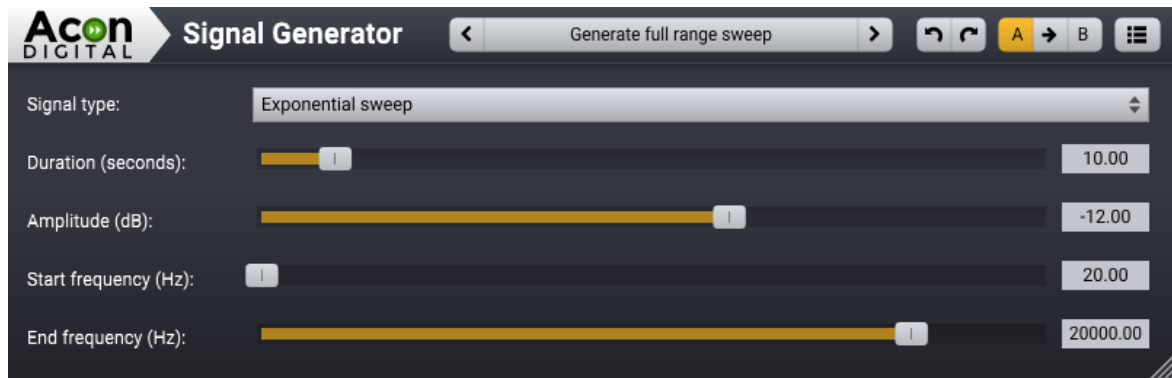 Acon
DIGITAL
Signal Generator
Generate full range sweep
A
B
Signal type:
Exponential sweep
Duration (seconds):
10.00
Amplitude (dB):
-12.00
Start frequency (Hz):
20.00
End frequency (Hz):
20000.00